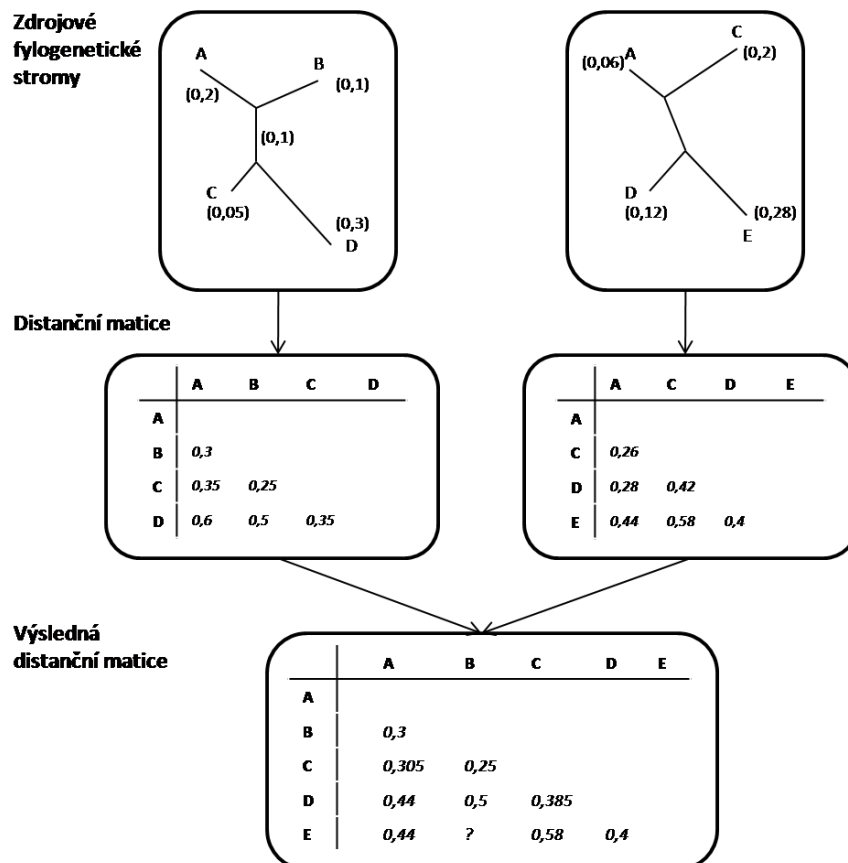 Zdrojové
fylogenetické
stromy
A
B
(0,2)
(0,1)
(0,1)
C
(0,05)
(0,3)
D
C
A
(0,06)
(0,2)
D
(0,12)
(0,28)
E
Distanční matice
A B C D
A
B 0,3
C 0,35 0,25
D 0,6 0,5 0,35
A C D E
A
C 0,26
D 0,28 0,42
E 0,44 0,58 0,4
Výsledná
distanční matice
A B C D E
A
B 0,3
C 0,305 0,25
D 0,44 0,5 0,385
E 0,44 ? 0,58 0,4